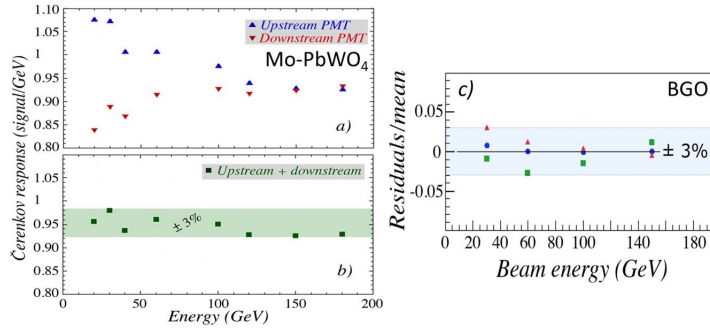 Čerenkov response (signal/GeV)
1.10
1.05
1
0.95
0.90
0.85
0.80
Upstream PMT
Downstream PMT
Mo-PbWO4
a)
1
0.95
0.90
0.85
0.80
Upstream + downstream
± 3%
b)
0 50 100 150 200
Energy (GeV)
c) BGO
Residuals/mean
0.05
0
-0.05
± 3%
0 20 40 60 80 100 120 140 160 180
Beam energy (GeV)